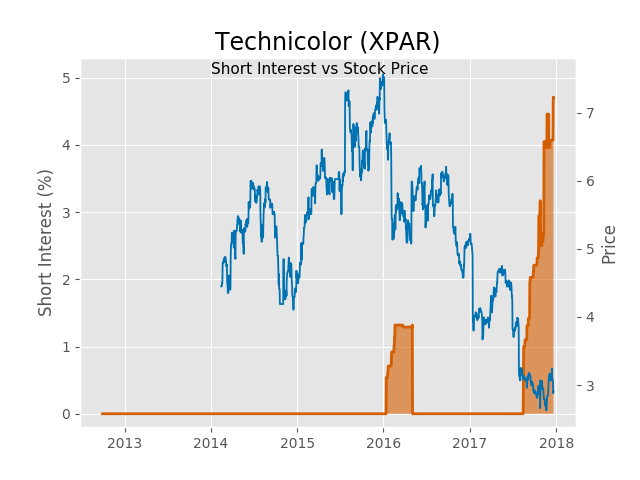 Technicolor (XPAR)
Short Interest vs Stock Price
Short Interest (%)
5
4
3
2
1
0
7
6
5
4
3
Price
2013 2014 2015 2016 2017 2018